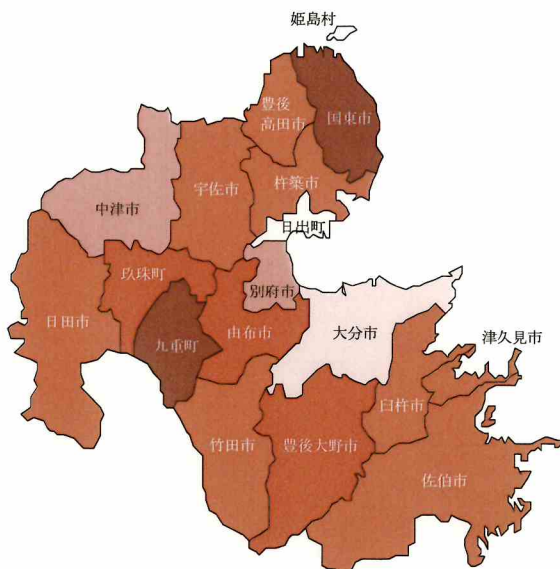 姫島村
豊後
高田市
国東市
杵築市
宇佐市
中津市
日出町
玖珠町
別府市
日田市
九重町
由布市
大分市
津久見市
臼杵市
竹田市
豊後大野市
佐伯市